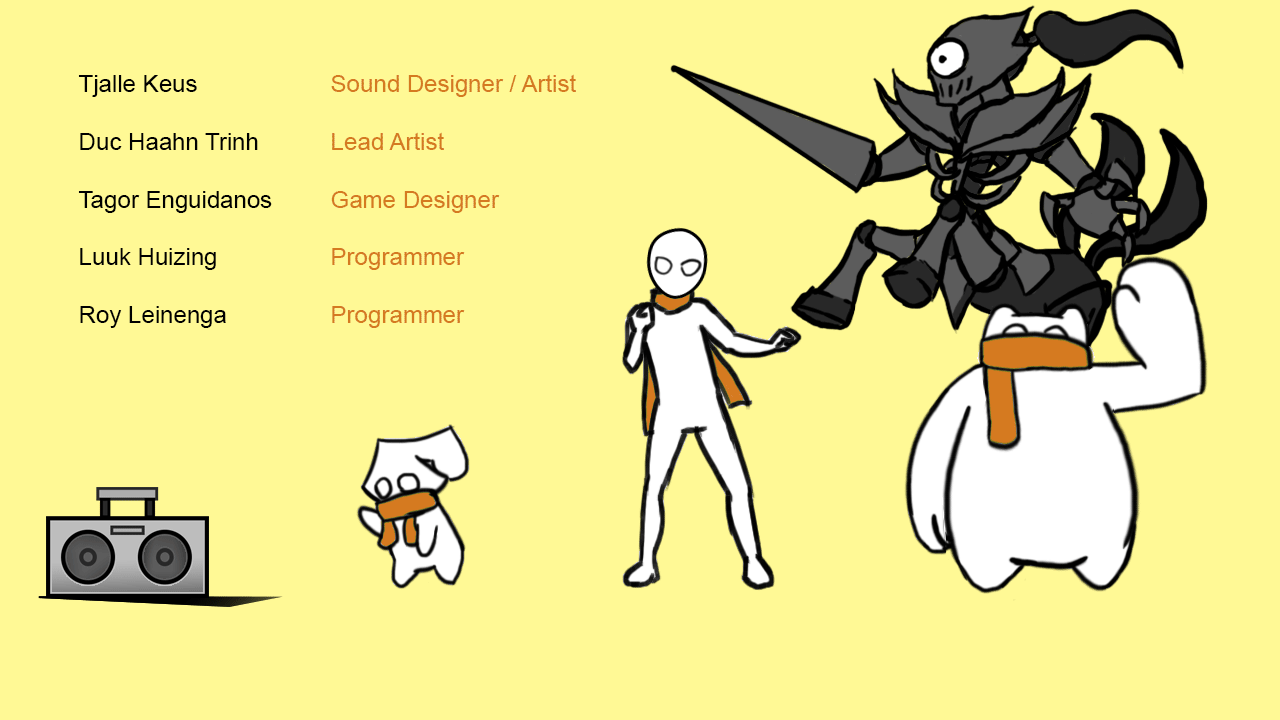 Tjalle Keus Sound Designer / Artist
Duc Haahn Trinh Lead Artist
Tagor Enguidanos Game Designer
Luuk Huizing Programmer
Roy Leinenga Programmer